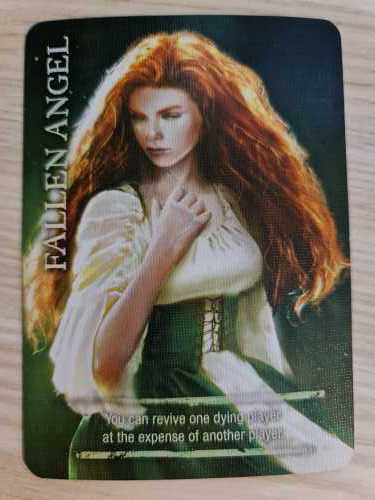 FALLEN ANGEL
You can revive one dying player
at the expense of another player.